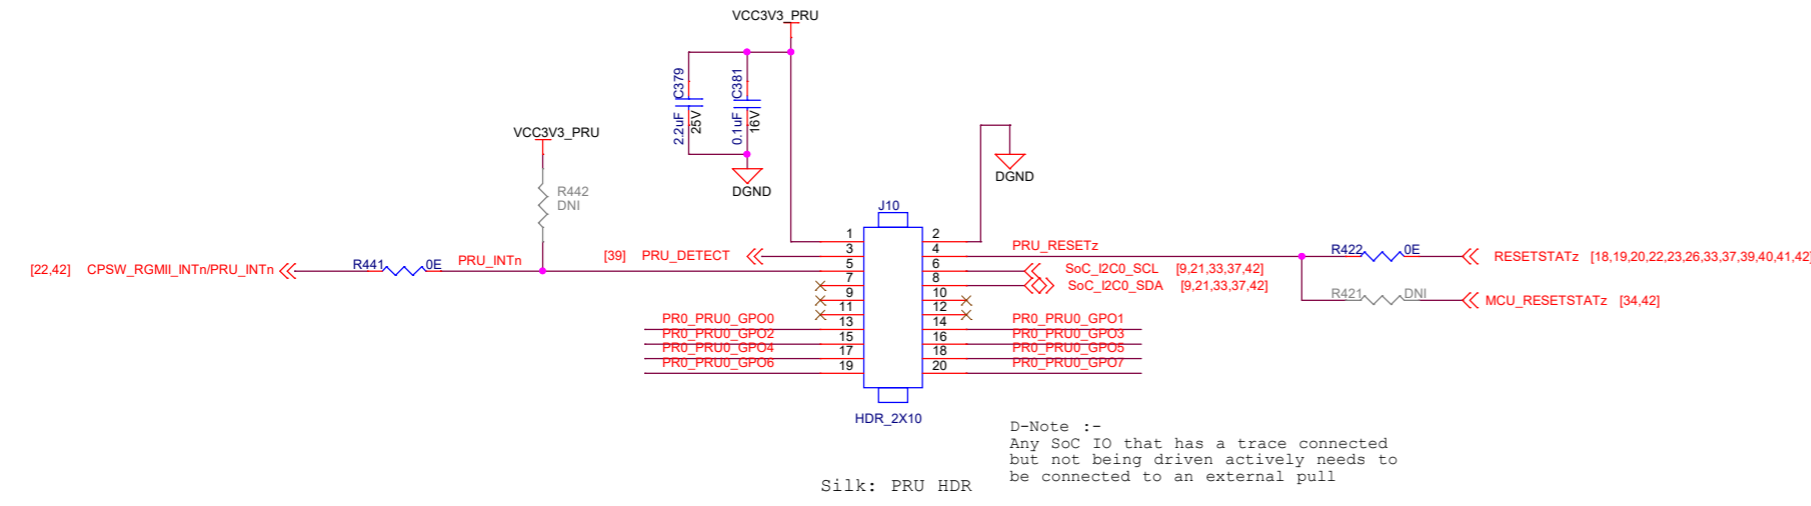 VCC3V3_PRU
C379
C381
2.2uF
25V
0.1uF
16V
VCC3V3_PRU
DGND
DGND
R442
DNI
J10
1 2
PRU_RESETz
[39] PRU_DETECT 3 4
R422 0E RESETSTATz [18,19,20,22,23,26,33,37,39,40,41,42]
[22,42] CPSW_RGMII_INTn/PRU_INTn R441 0E PRU_INTn 5 6 SoC_I2C0_SCL [9,21,33,37,42]
7 8 SoC_I2C0_SDA [9,21,33,37,42]
R421 DNI MCU_RESETSTATz [34,42]
9 10
11 12
PR0_PRU0_GPO0 13 14 PR0_PRU0_GPO1
PR0_PRU0_GPO2 15 16 PR0_PRU0_GPO3
PR0_PRU0_GPO4 17 18 PR0_PRU0_GPO5
PR0_PRU0_GPO6 19 20 PR0_PRU0_GPO7
HDR_2X10
D-Note :-
Any SoC IO that has a trace connected
but not being driven actively needs to
be connected to an external pull
Silk: PRU HDR